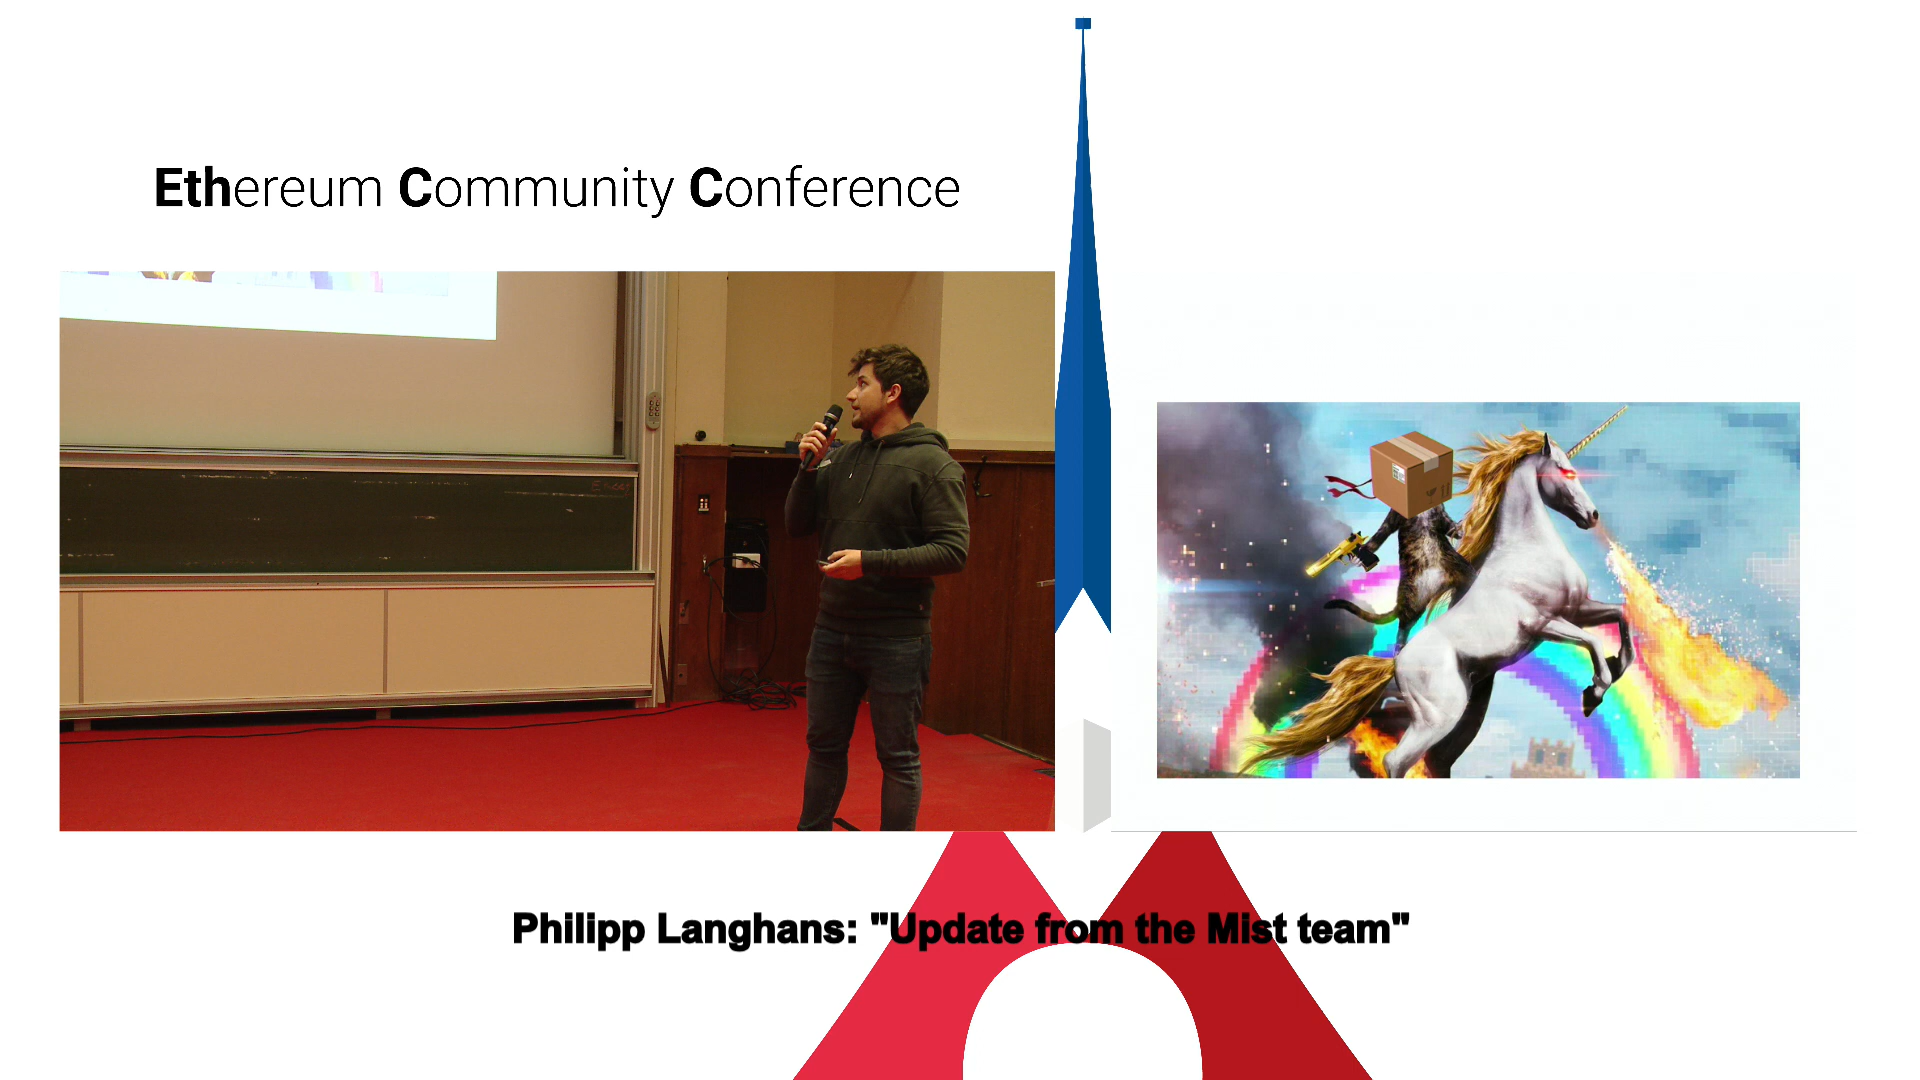 Ethereum Community Conference
Philipp Langhans: "Update from the Mist team"